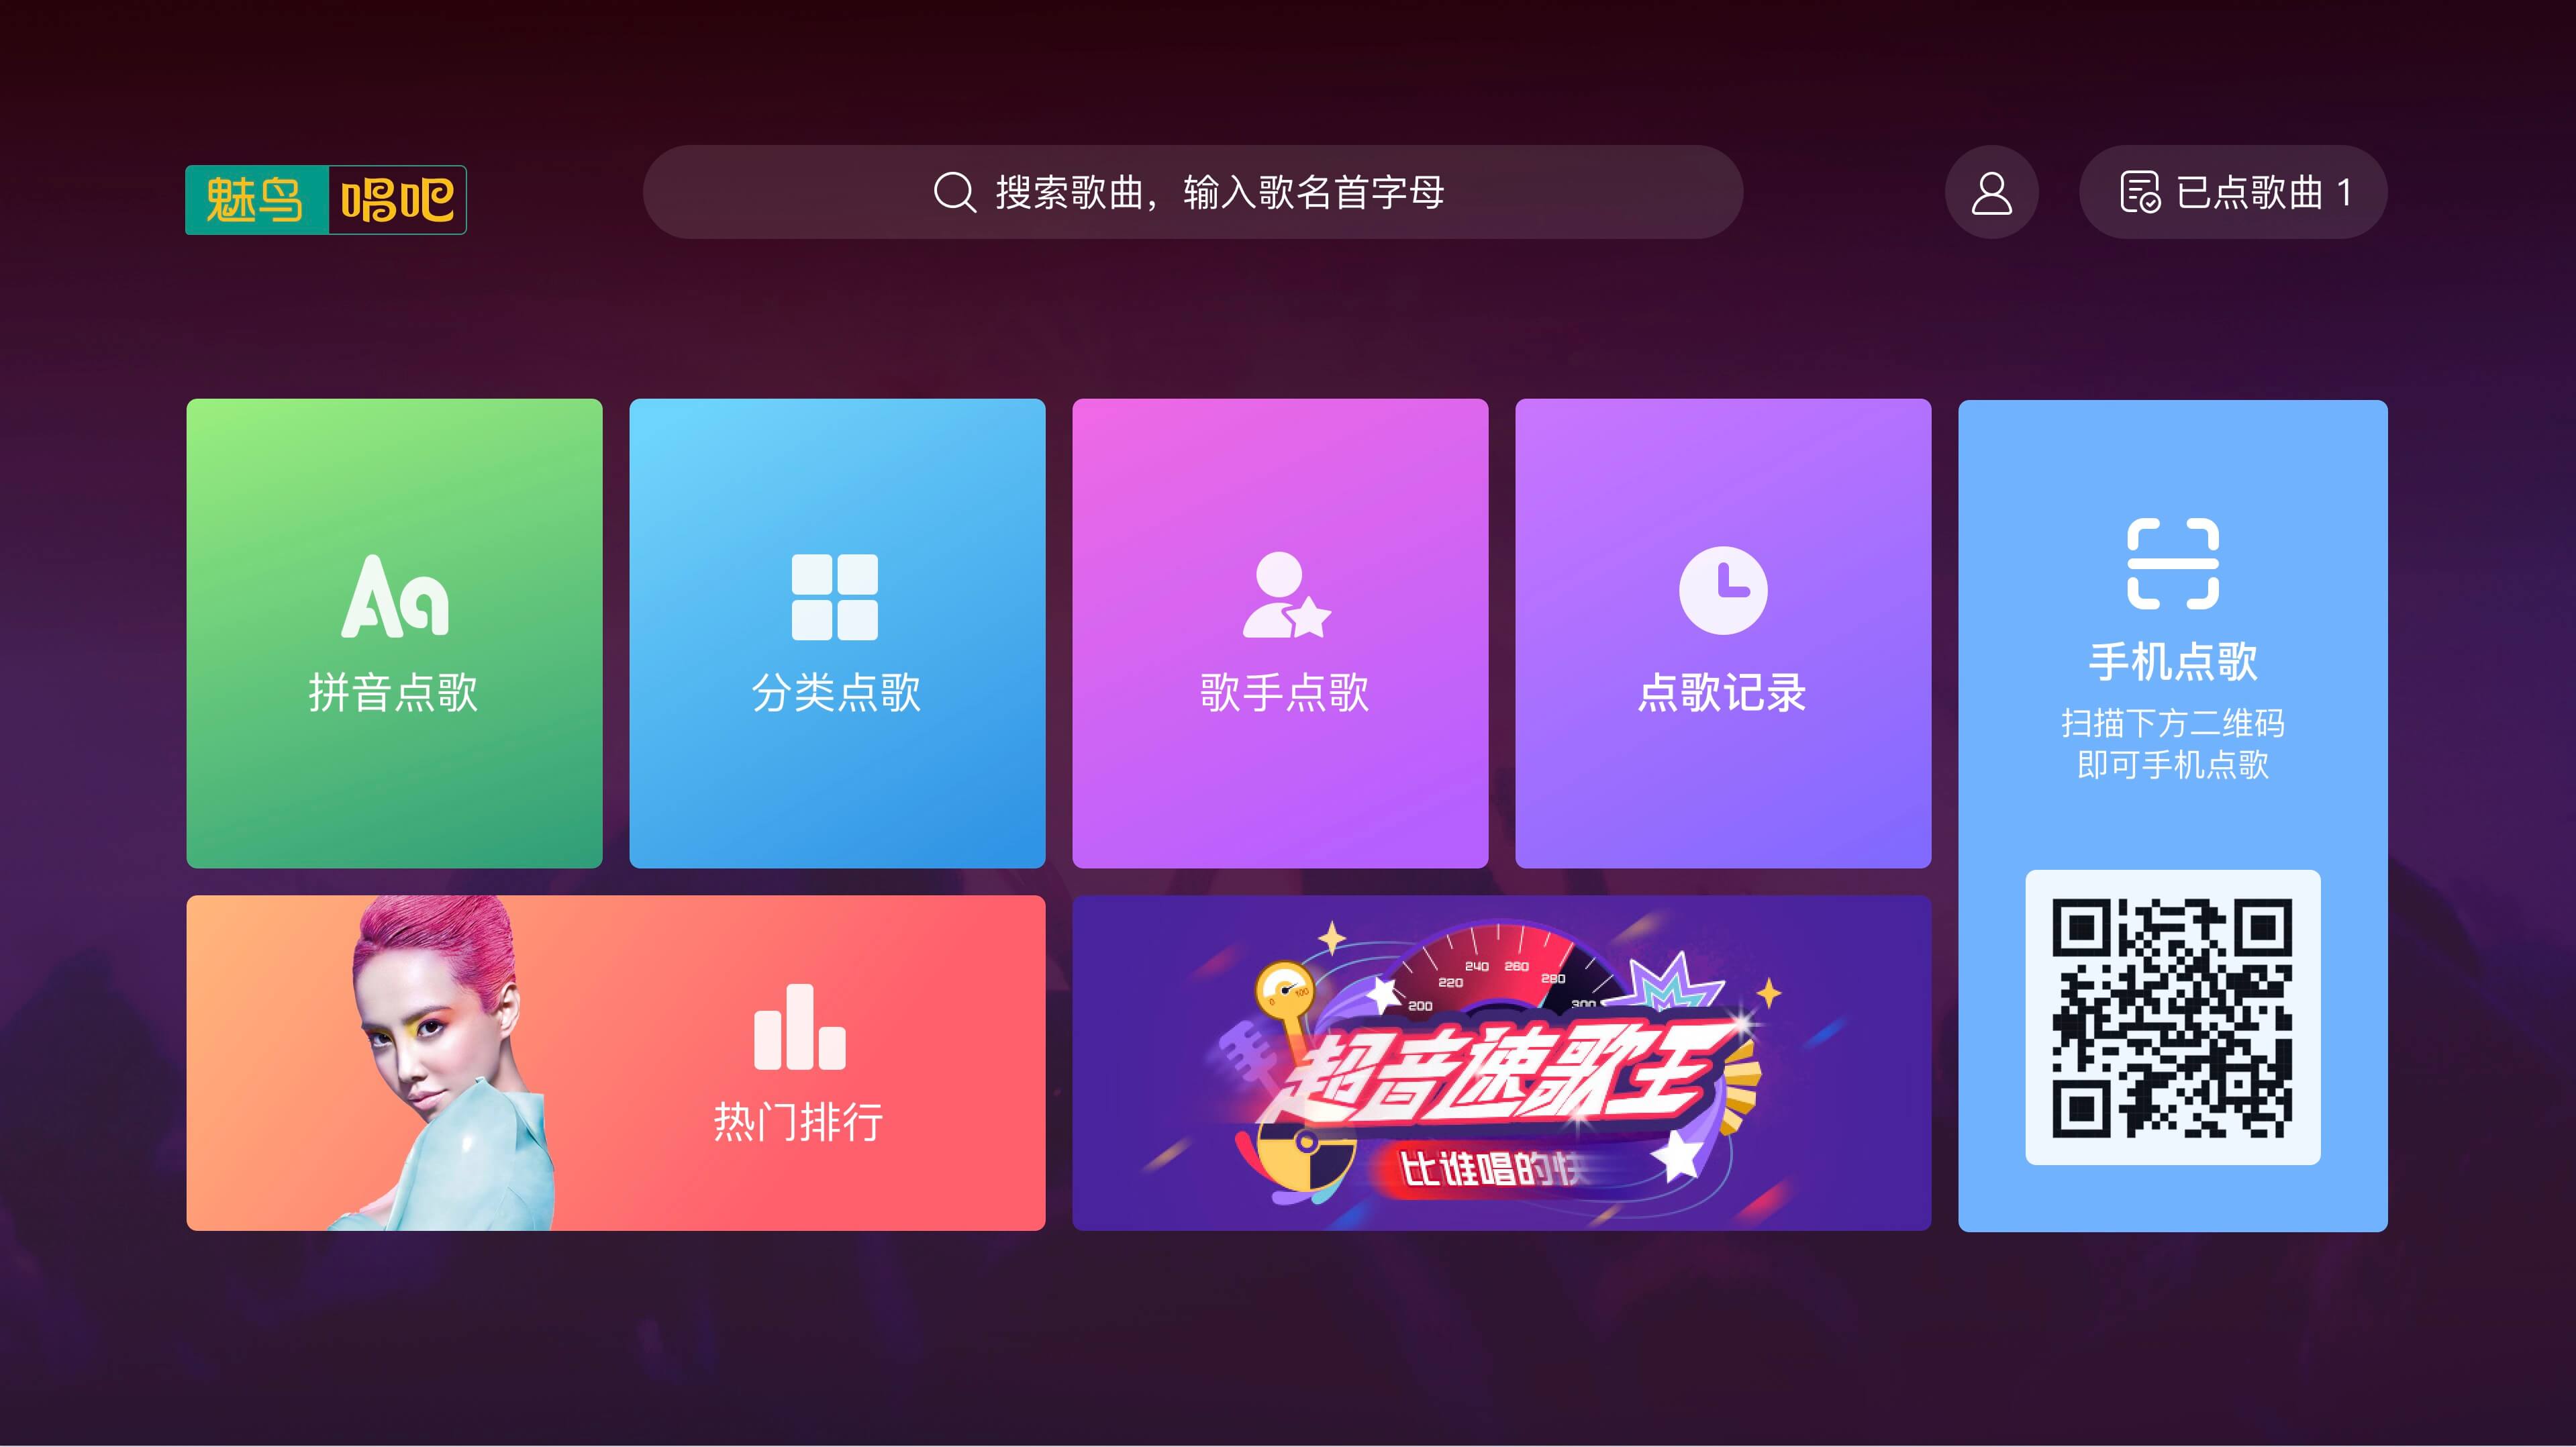 魅鸟 唱吧
搜索歌曲，输入歌名首字母
已点歌曲 1
Aa
拼音点歌
分类点歌
歌手点歌
点歌记录
手机点歌
扫描下方二维码
即可手机点歌
热门排行
0 100
200 220 240 260 280 300
超音速歌王
比谁唱的快